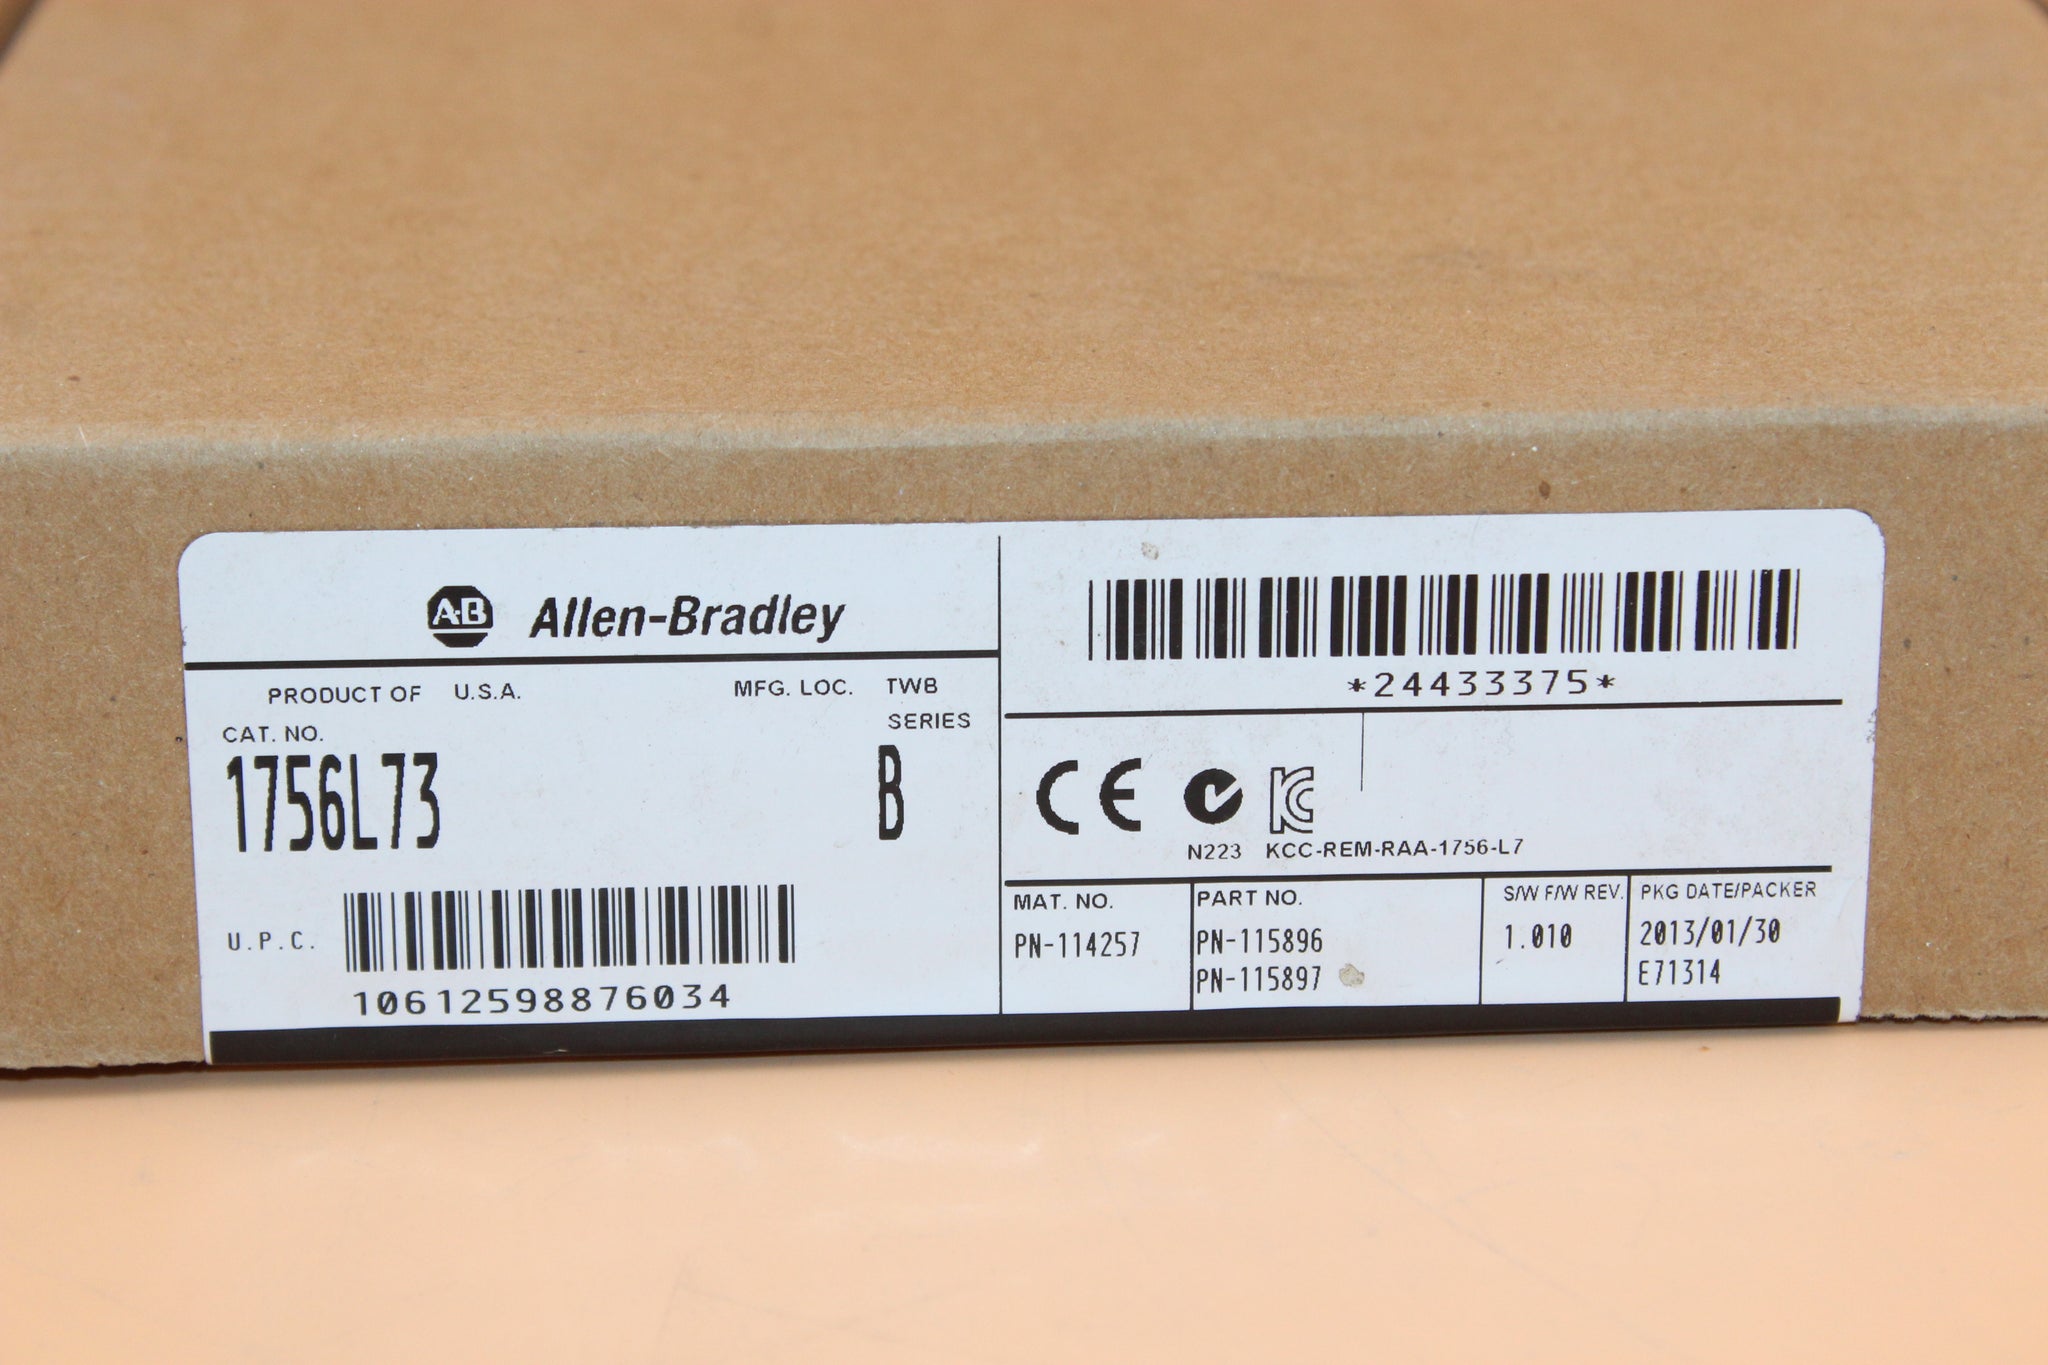 A-B Allen-Bradley
PRODUCT OF U.S.A. MFG. LOC. TWB
CAT. NO. SERIES
1756L73 B
U.P.C.
10612598876034
*24433375*
CE KC
N223 KCC-REM-RAA-1756-L7
MAT. NO. PART NO. S/W F/W REV. PKG DATE/PACKER
PN-114257 PN-115896 1.010 2013/01/30
PN-115897 E71314